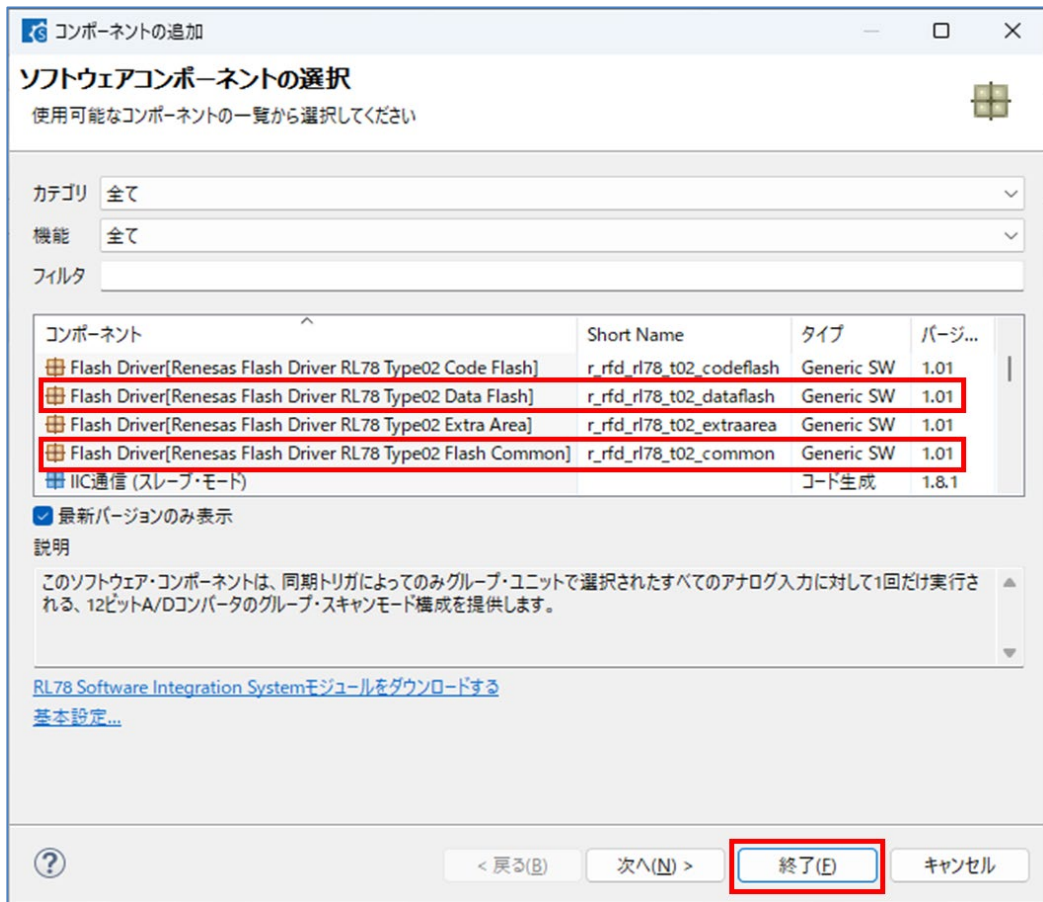 コンポーネントの追加
ソフトウェアコンポーネントの選択
使用可能なコンポーネントの一覧から選択してください
カテゴリ 全て
機能 全て
フィルタ
コンポーネント Short Name タイプ バージ...
Flash Driver[Renesas Flash Driver RL78 Type02 Code Flash] r_rfd_rl78_t02_codeflash Generic SW 1.01
Flash Driver[Renesas Flash Driver RL78 Type02 Data Flash] r_rfd_rl78_t02_dataflash Generic SW 1.01
Flash Driver[Renesas Flash Driver RL78 Type02 Extra Area] r_rfd_rl78_t02_extraarea Generic SW 1.01
Flash Driver[Renesas Flash Driver RL78 Type02 Flash Common] r_rfd_rl78_t02_common Generic SW 1.01
IIC通信 (スレーブ・モード) コード生成 1.8.1
最新バージョンのみ表示
説明
このソフトウェア・コンポーネントは、同期トリガによってのみグループ・ユニットで選択されたすべてのアナログ入力に対して1回だけ実行さ
れる、12ビットA/Dコンバータのグループ・スキャンモード構成を提供します。
RL78 Software Integration Systemモジュールをダウンロードする
基本設定...
< 戻る(B) 次へ(N) > 終了(F) キャンセル